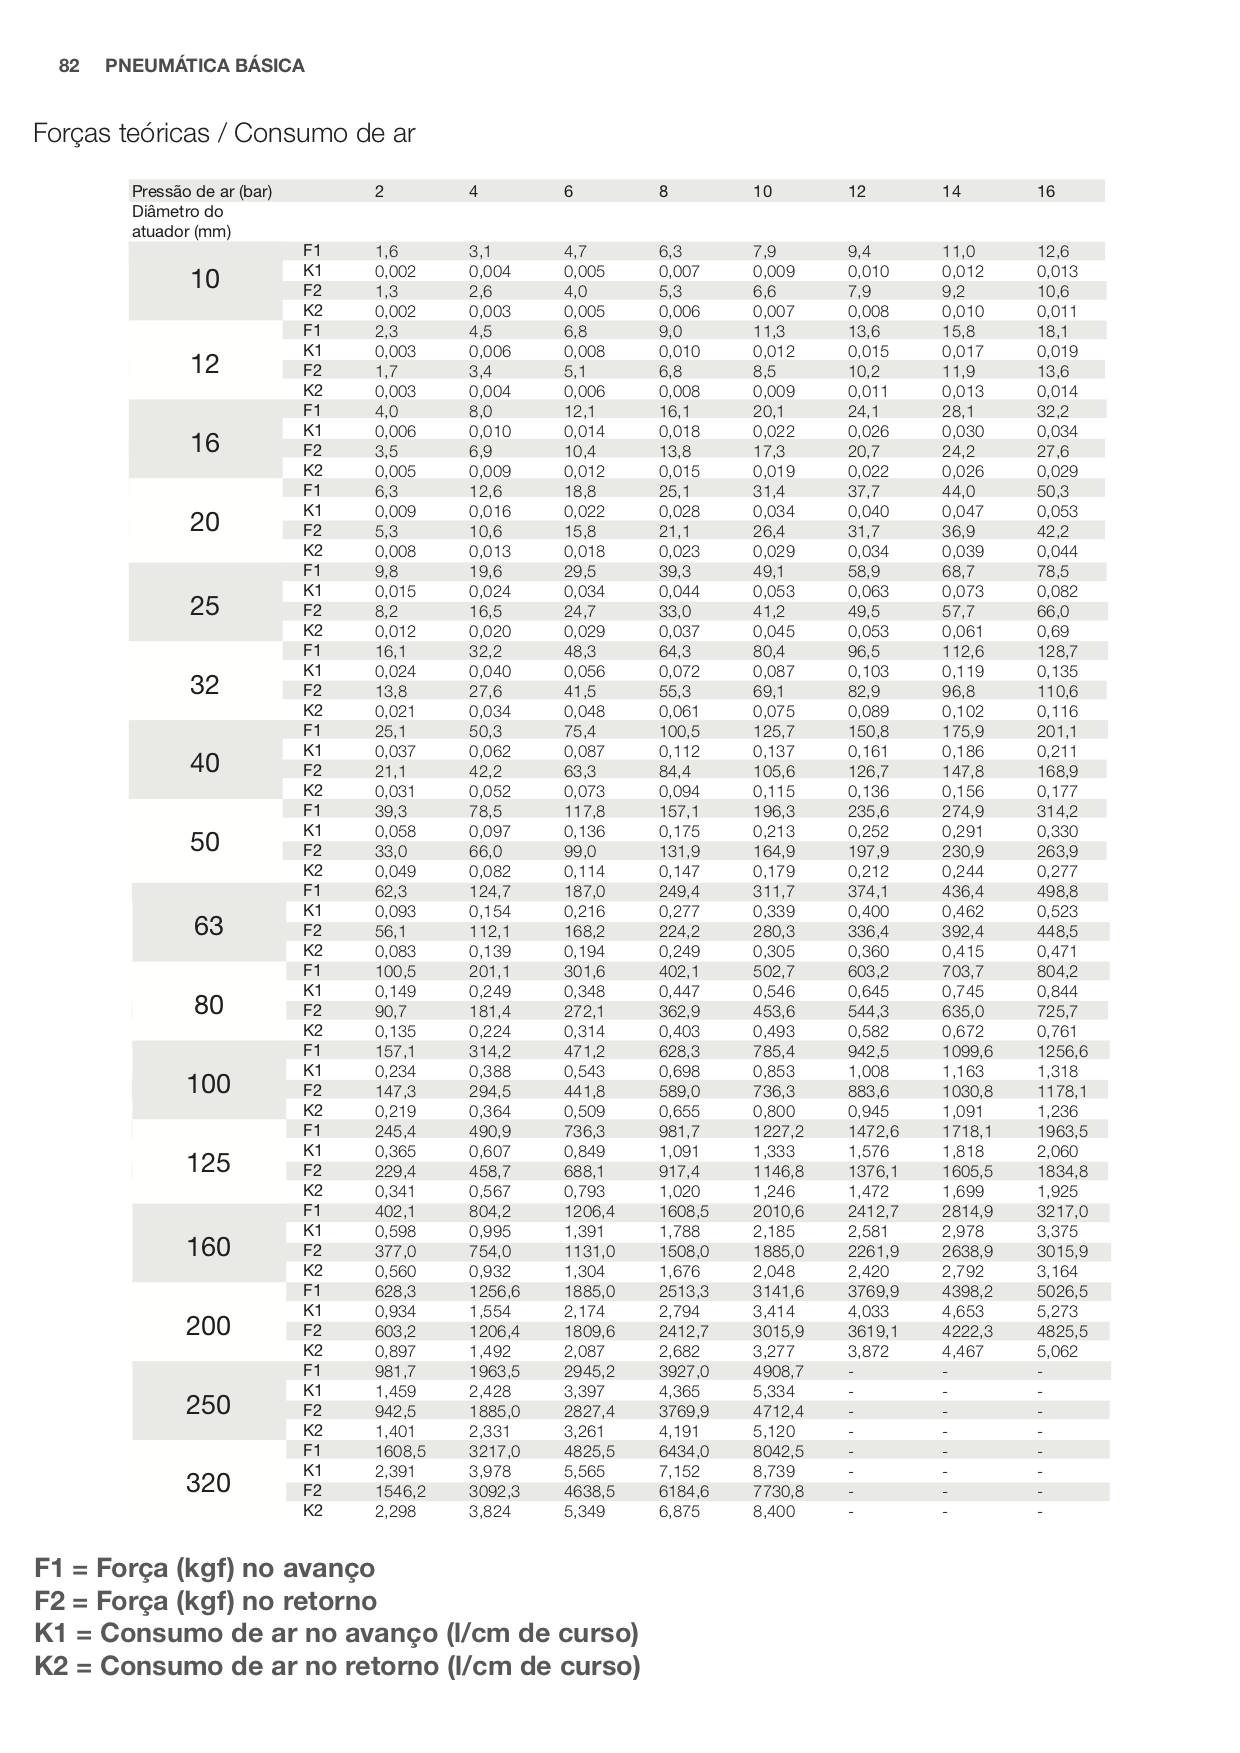 82 PNEUMÁTICA BÁSICA
Forças teóricas / Consumo de ar
Pressão de ar (bar) 2 4 6 8 10 12 14 16
Diâmetro do
atuador (mm)
10
F1 1,6 3,1 4,7 6,3 7,9 9,4 11,0 12,6
K1 0,002 0,004 0,005 0,007 0,009 0,010 0,012 0,013
F2 1,3 2,6 4,0 5,3 6,6 7,9 9,2 10,6
K2 0,002 0,003 0,005 0,006 0,007 0,008 0,010 0,011
12
F1 2,3 4,5 6,8 9,0 11,3 13,6 15,8 18,1
K1 0,003 0,006 0,008 0,010 0,012 0,015 0,017 0,019
F2 1,7 3,4 5,1 6,8 8,5 10,2 11,9 13,6
K2 0,003 0,004 0,006 0,008 0,009 0,011 0,013 0,014
16
F1 4,0 8,0 12,1 16,1 20,1 24,1 28,1 32,2
K1 0,006 0,010 0,014 0,018 0,022 0,026 0,030 0,034
F2 3,5 6,9 10,4 13,8 17,3 20,7 24,2 27,6
K2 0,005 0,009 0,012 0,015 0,019 0,022 0,026 0,029
20
F1 6,3 12,6 18,8 25,1 31,4 37,7 44,0 50,3
K1 0,009 0,016 0,022 0,028 0,034 0,040 0,047 0,053
F2 5,3 10,6 15,8 21,1 26,4 31,7 36,9 42,2
K2 0,008 0,013 0,018 0,023 0,029 0,034 0,039 0,044
25
F1 9,8 19,6 29,5 39,3 49,1 58,9 68,7 78,5
K1 0,015 0,024 0,034 0,044 0,053 0,063 0,073 0,082
F2 8,2 16,5 24,7 33,0 41,2 49,5 57,7 66,0
K2 0,012 0,020 0,029 0,037 0,045 0,053 0,061 0,69
32
F1 16,1 32,2 48,3 64,3 80,4 96,5 112,6 128,7
K1 0,024 0,040 0,056 0,072 0,087 0,103 0,119 0,135
F2 13,8 27,6 41,5 55,3 69,1 82,9 96,8 110,6
K2 0,021 0,034 0,048 0,061 0,075 0,089 0,102 0,116
40
F1 25,1 50,3 75,4 100,5 125,7 150,8 175,9 201,1
K1 0,037 0,062 0,087 0,112 0,137 0,161 0,186 0,211
F2 21,1 42,2 63,3 84,4 105,6 126,7 147,8 168,9
K2 0,031 0,052 0,073 0,094 0,115 0,136 0,156 0,177
50
F1 39,3 78,5 117,8 157,1 196,3 235,6 274,9 314,2
K1 0,058 0,097 0,136 0,175 0,213 0,252 0,291 0,330
F2 33,0 66,0 99,0 131,9 164,9 197,9 230,9 263,9
K2 0,049 0,082 0,114 0,147 0,179 0,212 0,244 0,277
63
F1 62,3 124,7 187,0 249,4 311,7 374,1 436,4 498,8
K1 0,093 0,154 0,216 0,277 0,339 0,400 0,462 0,523
F2 56,1 112,1 168,2 224,2 280,3 336,4 392,4 448,5
K2 0,083 0,139 0,194 0,249 0,305 0,360 0,415 0,471
80
F1 100,5 201,1 301,6 402,1 502,7 603,2 703,7 804,2
K1 0,149 0,249 0,348 0,447 0,546 0,645 0,745 0,844
F2 90,7 181,4 272,1 362,9 453,6 544,3 635,0 725,7
K2 0,135 0,224 0,314 0,403 0,493 0,582 0,672 0,761
100
F1 157,1 314,2 471,2 628,3 785,4 942,5 1099,6 1256,6
K1 0,234 0,388 0,543 0,698 0,853 1,008 1,163 1,318
F2 147,3 294,5 441,8 589,0 736,3 883,6 1030,8 1178,1
K2 0,219 0,364 0,509 0,655 0,800 0,945 1,091 1,236
125
F1 245,4 490,9 736,3 981,7 1227,2 1472,6 1718,1 1963,5
K1 0,365 0,607 0,849 1,091 1,333 1,576 1,818 2,060
F2 229,4 458,7 688,1 917,4 1146,8 1376,1 1605,5 1834,8
K2 0,341 0,567 0,793 1,020 1,246 1,472 1,699 1,925
160
F1 402,1 804,2 1206,4 1608,5 2010,6 2412,7 2814,9 3217,0
K1 0,598 0,995 1,391 1,788 2,185 2,581 2,978 3,375
F2 377,0 754,0 1131,0 1508,0 1885,0 2261,9 2638,9 3015,9
K2 0,560 0,932 1,304 1,676 2,048 2,420 2,792 3,164
200
F1 628,3 1256,6 1885,0 2513,3 3141,6 3769,9 4398,2 5026,5
K1 0,934 1,554 2,174 2,794 3,414 4,033 4,653 5,273
F2 603,2 1206,4 1809,6 2412,7 3015,9 3619,1 4222,3 4825,5
K2 0,897 1,492 2,087 2,682 3,277 3,872 4,467 5,062
250
F1 981,7 1963,5 2945,2 3927,0 4908,7 - - -
K1 1,459 2,428 3,397 4,365 5,334 - - -
F2 942,5 1885,0 2827,4 3769,9 4712,4 - - -
K2 1,401 2,331 3,261 4,191 5,120 - - -
320
F1 1608,5 3217,0 4825,5 6434,0 8042,5 - - -
K1 2,391 3,978 5,565 7,152 8,739 - - -
F2 1546,2 3092,3 4638,5 6184,6 7730,8 - - -
K2 2,298 3,824 5,349 6,875 8,400 - - -
F1 = Força (kgf) no avanço
F2 = Força (kgf) no retorno
K1 = Consumo de ar no avanço (l/cm de curso)
K2 = Consumo de ar no retorno (l/cm de curso)